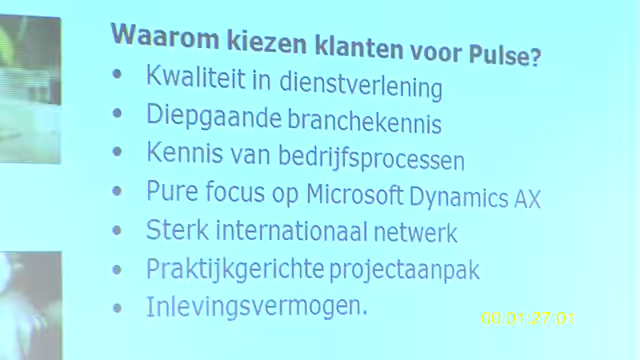 Waarom kiezen klanten voor Pulse?
• Kwaliteit in dienstverlening
• Diepgaande branchekennis
• Kennis van bedrijfsprocessen
• Pure focus op Microsoft Dynamics AX
• Sterk internationaal netwerk
• Praktijkgerichte projectaanpak
• Inlevingsvermogen.
00:01:27:01